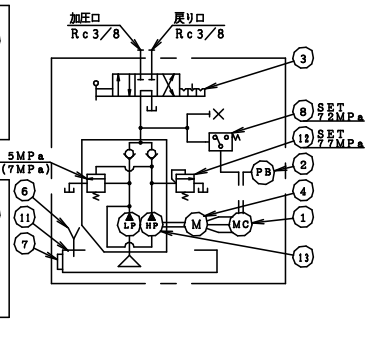 加圧口
Rc3/8
戻り口
Rc3/8
3
8
SET
72MPa
12
SET
77MPa
5MPa
(7MPa)
2
PB
6
4
11
1
LP
HP
M
MC
7
13